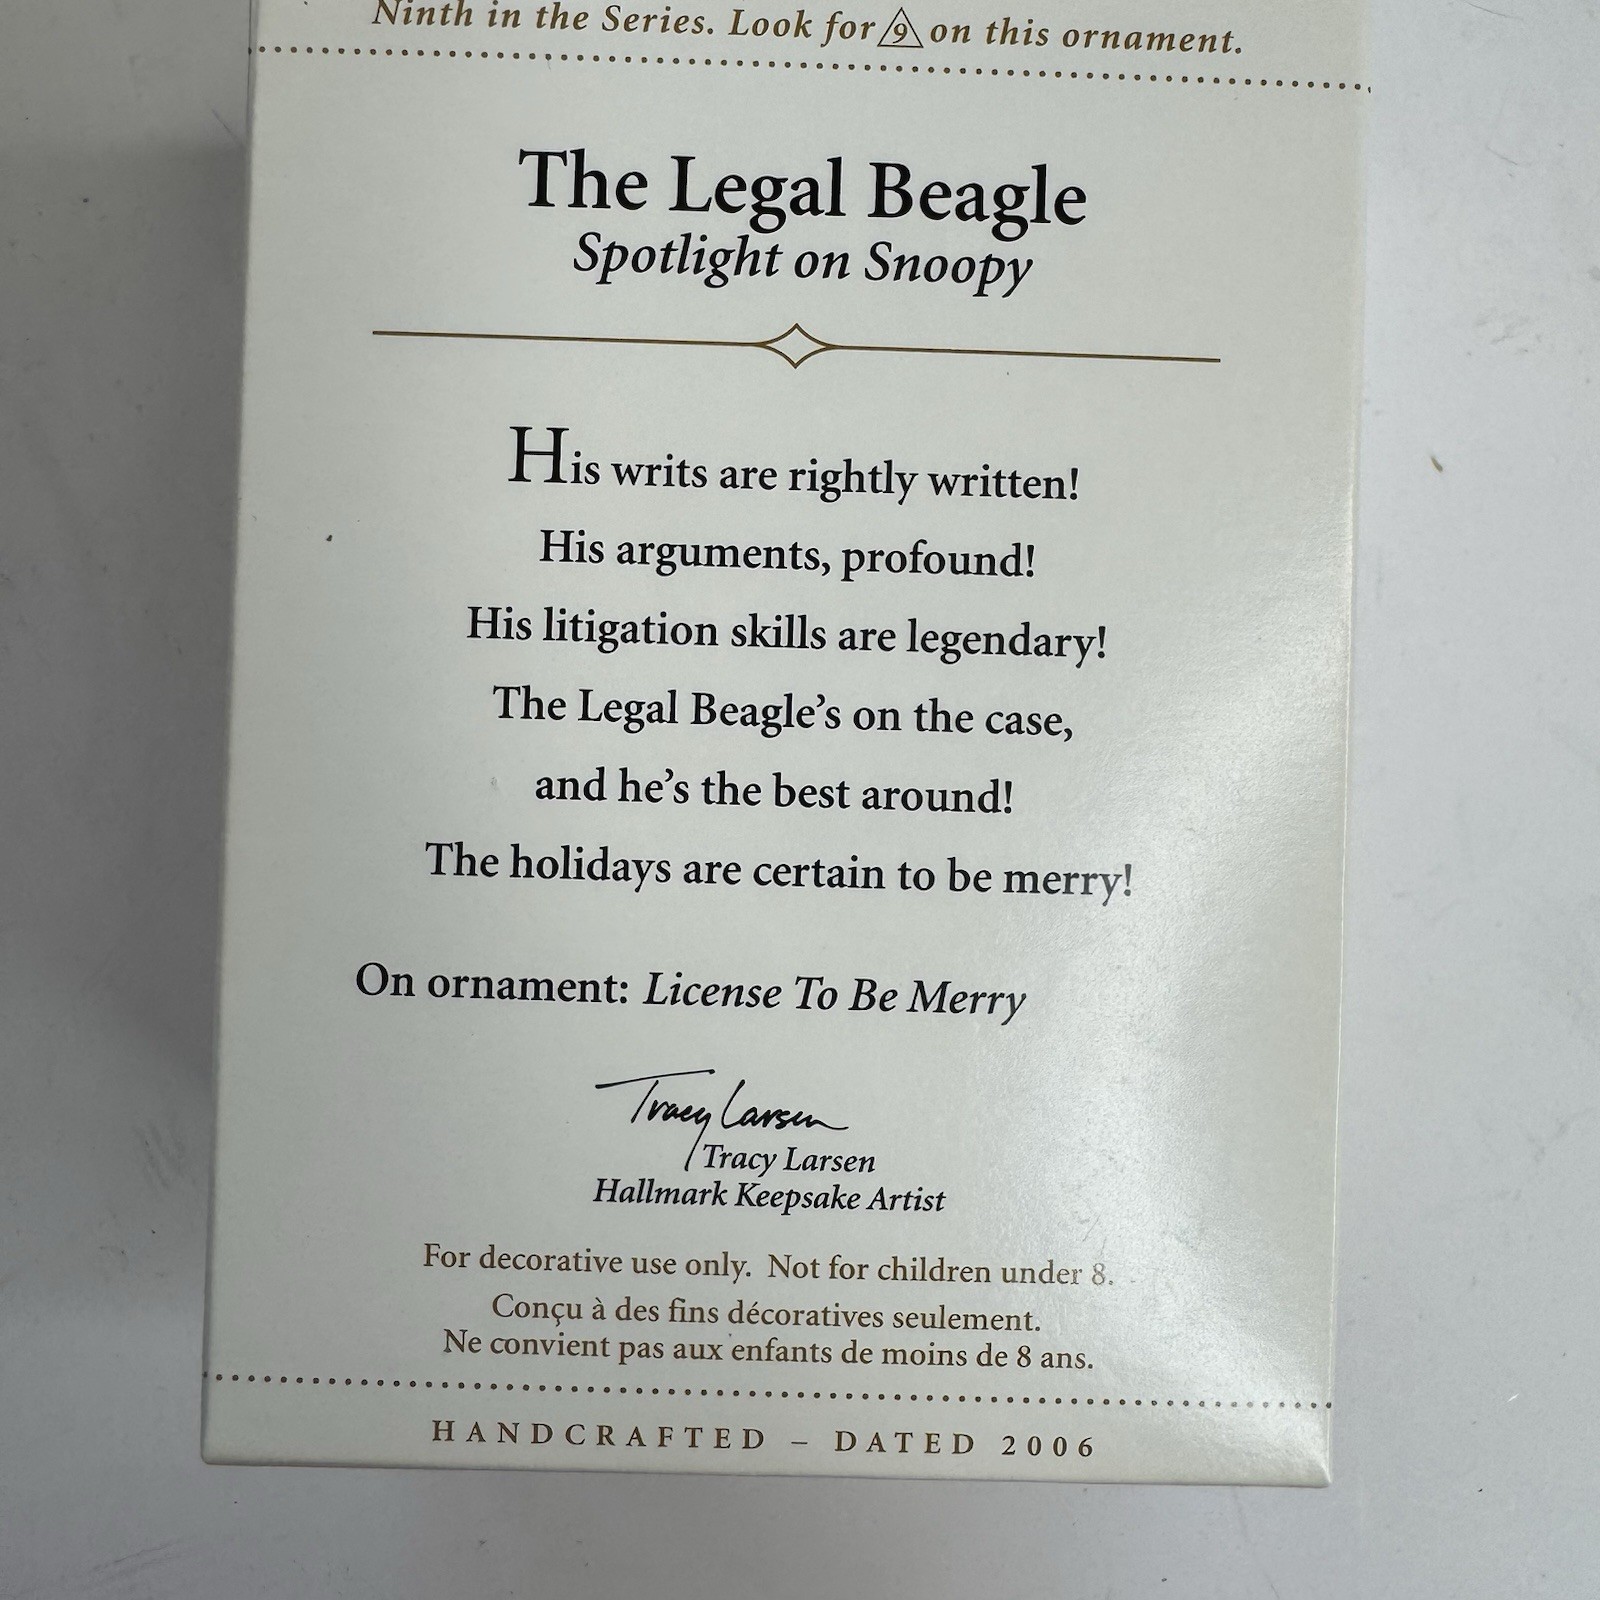 Ninth in the Series. Look for 9 on this ornament.
The Legal Beagle
Spotlight on Snoopy
His writs are rightly written!
His arguments, profound!
His litigation skills are legendary!
The Legal Beagle’s on the case,
and he’s the best around!
The holidays are certain to be merry!
On ornament: License To Be Merry
Tracy Larsen
Tracy Larsen
Hallmark Keepsake Artist
For decorative use only. Not for children under 8.
Conçu à des fins décoratives seulement.
Ne convient pas aux enfants de moins de 8 ans.
HANDCRAFTED – DATED 2006